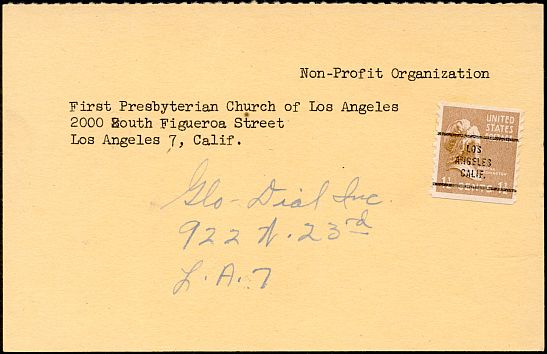 Non-Profit Organization
First Presbyterian Church of Los Angeles
2000 South Figueroa Street
Los Angeles 7, Calif.
UNITED
STATES
LOS
ANGELES
CALIF.
Glo-Dial Inc.
922 W. 23rd
L.A. 7